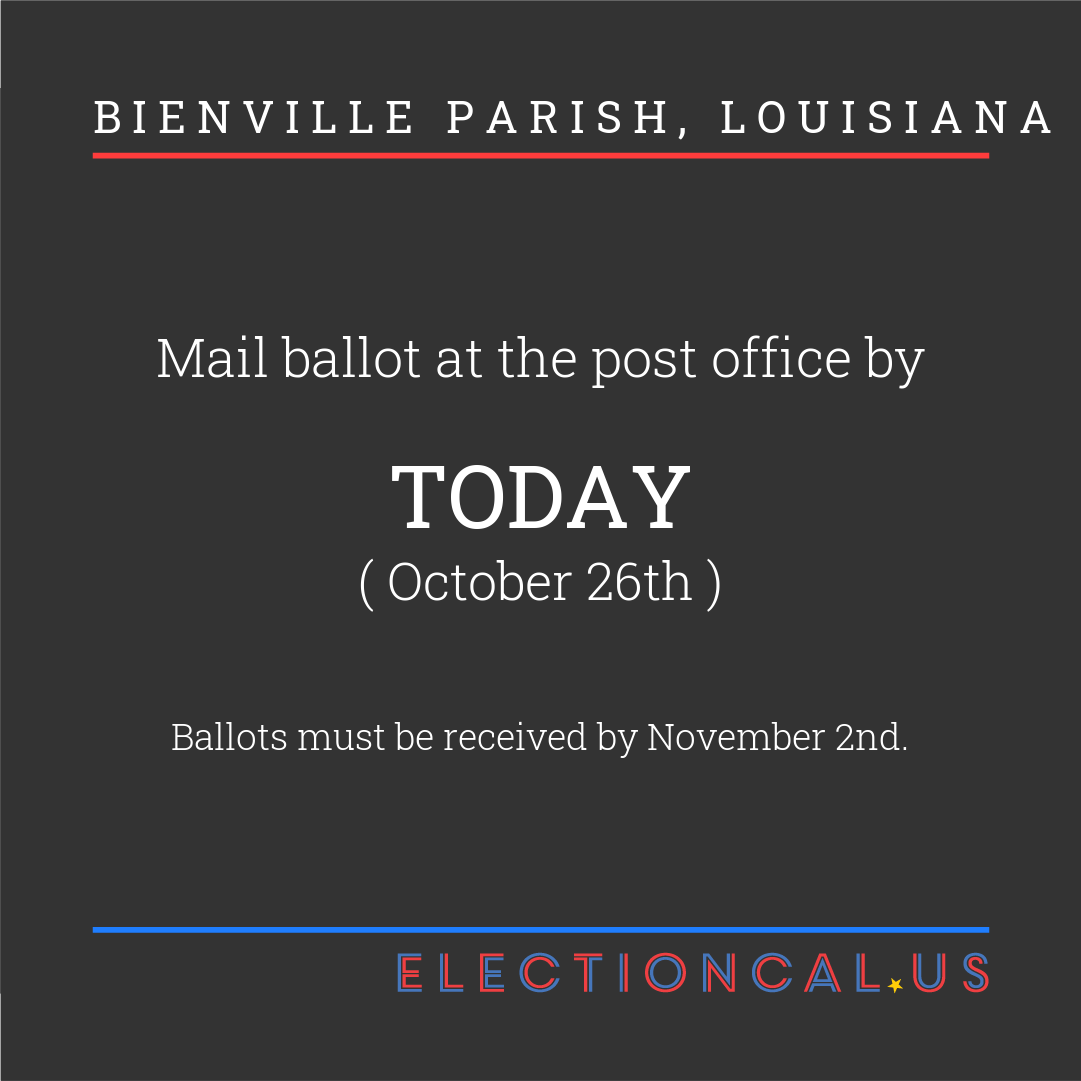 BIENVILLE PARISH, LOUISIANA
Mail ballot at the post office by
TODAY
( October 26th )
Ballots must be received by November 2nd.
ELECTIONCAL.US